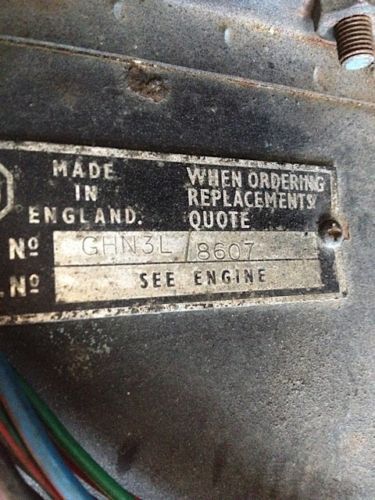 MADE
IN
ENGLAND.
WHEN ORDERING
REPLACEMENTS
QUOTE
Nº GHN3L/8607
.Nº SEE ENGINE